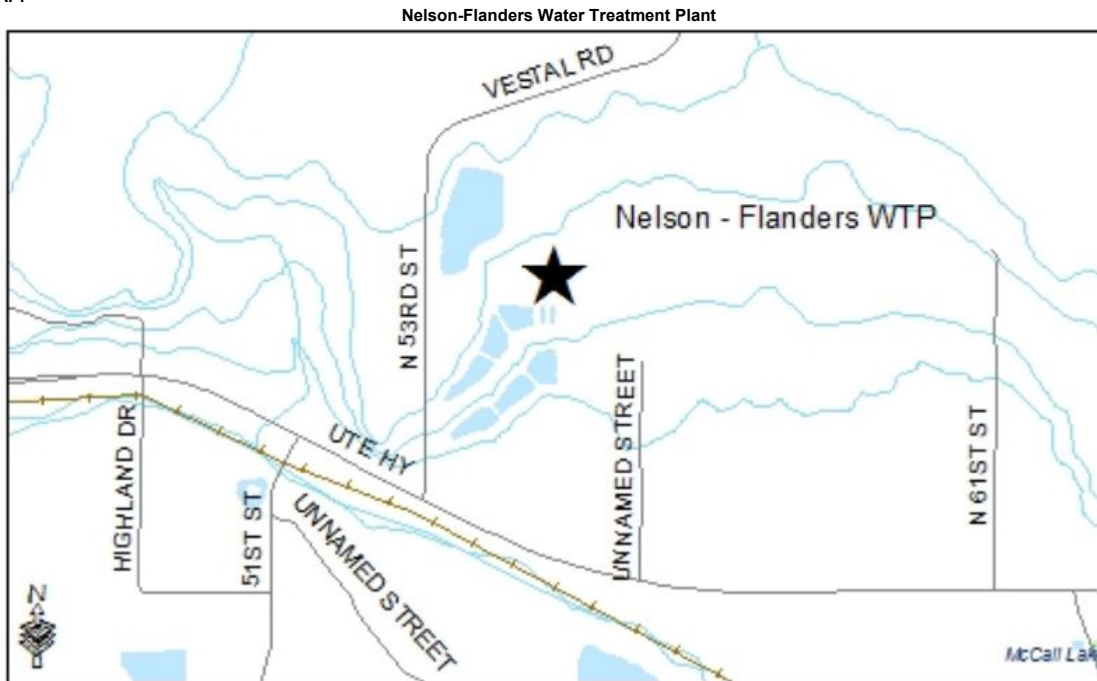 Nelson-Flanders Water Treatment Plant
VESTAL RD
Nelson - Flanders WTP
N 53RD ST
UTE HY
HIGHLAND DR
51ST ST
UNNAMED STREET
UNNAMED STREET
N 61ST ST
N
McCall Lake